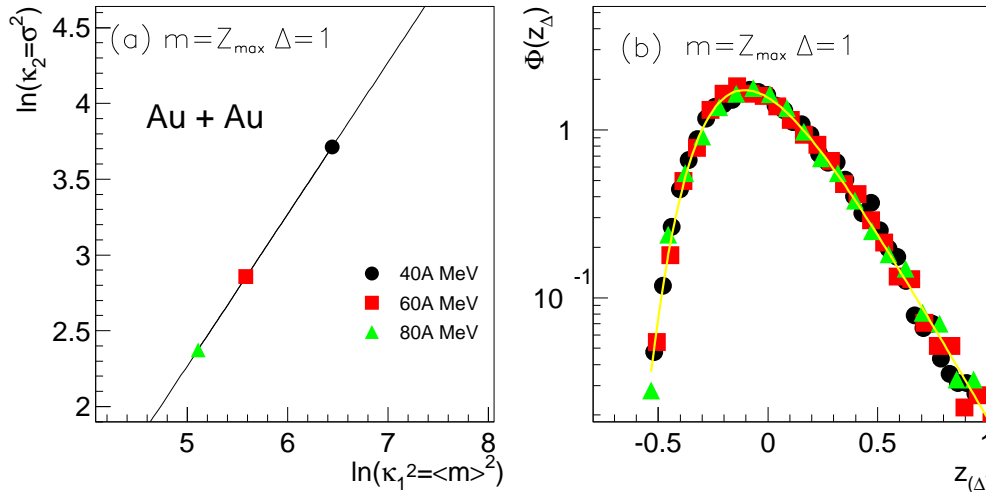 (a) m=Z_max Δ=1
Au + Au
40A MeV
60A MeV
80A MeV
ln(κ₂=σ²)
4.5
4
3.5
3
2.5
2
5
6
7
8
ln(κ₁²=<m>²)
(b) m=Z_max Δ=1
Φ(z_Δ)
1
10⁻¹
-0.5
0
0.5
1
z_(Δ)